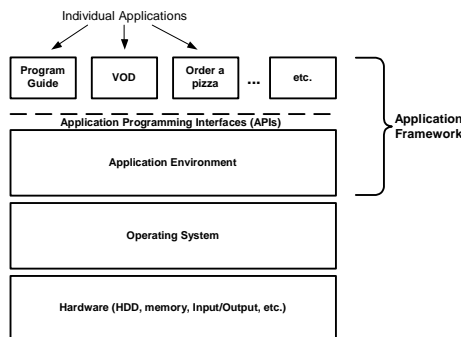 Individual Applications
Program
Guide
VOD
Order a
pizza
...
etc.
Application Programming Interfaces (APIs)
Application
Framework
Application Environment
Operating System
Hardware (HDD, memory, Input/Output, etc.)